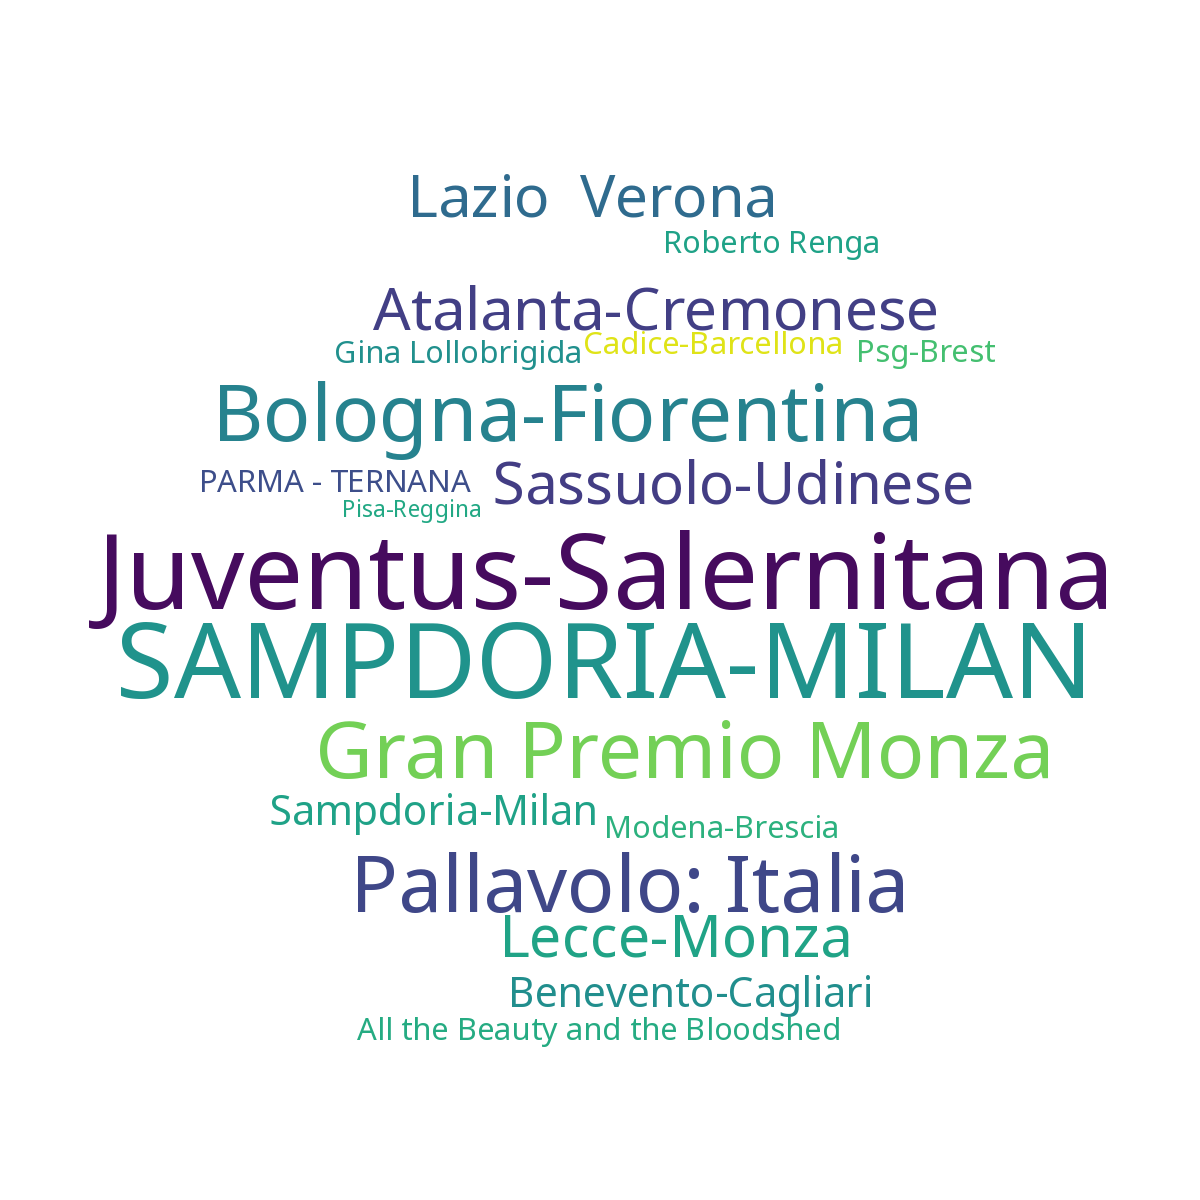 Lazio  Verona
Roberto Renga
Atalanta-Cremonese
Gina Lollobrigida
Cadice-Barcellona
Psg-Brest
Bologna-Fiorentina
PARMA - TERNANA
Sassuolo-Udinese
Pisa-Reggina
Juventus-Salernitana
SAMPDORIA-MILAN
Gran Premio Monza
Sampdoria-Milan
Modena-Brescia
Pallavolo: Italia
Lecce-Monza
Benevento-Cagliari
All the Beauty and the Bloodshed